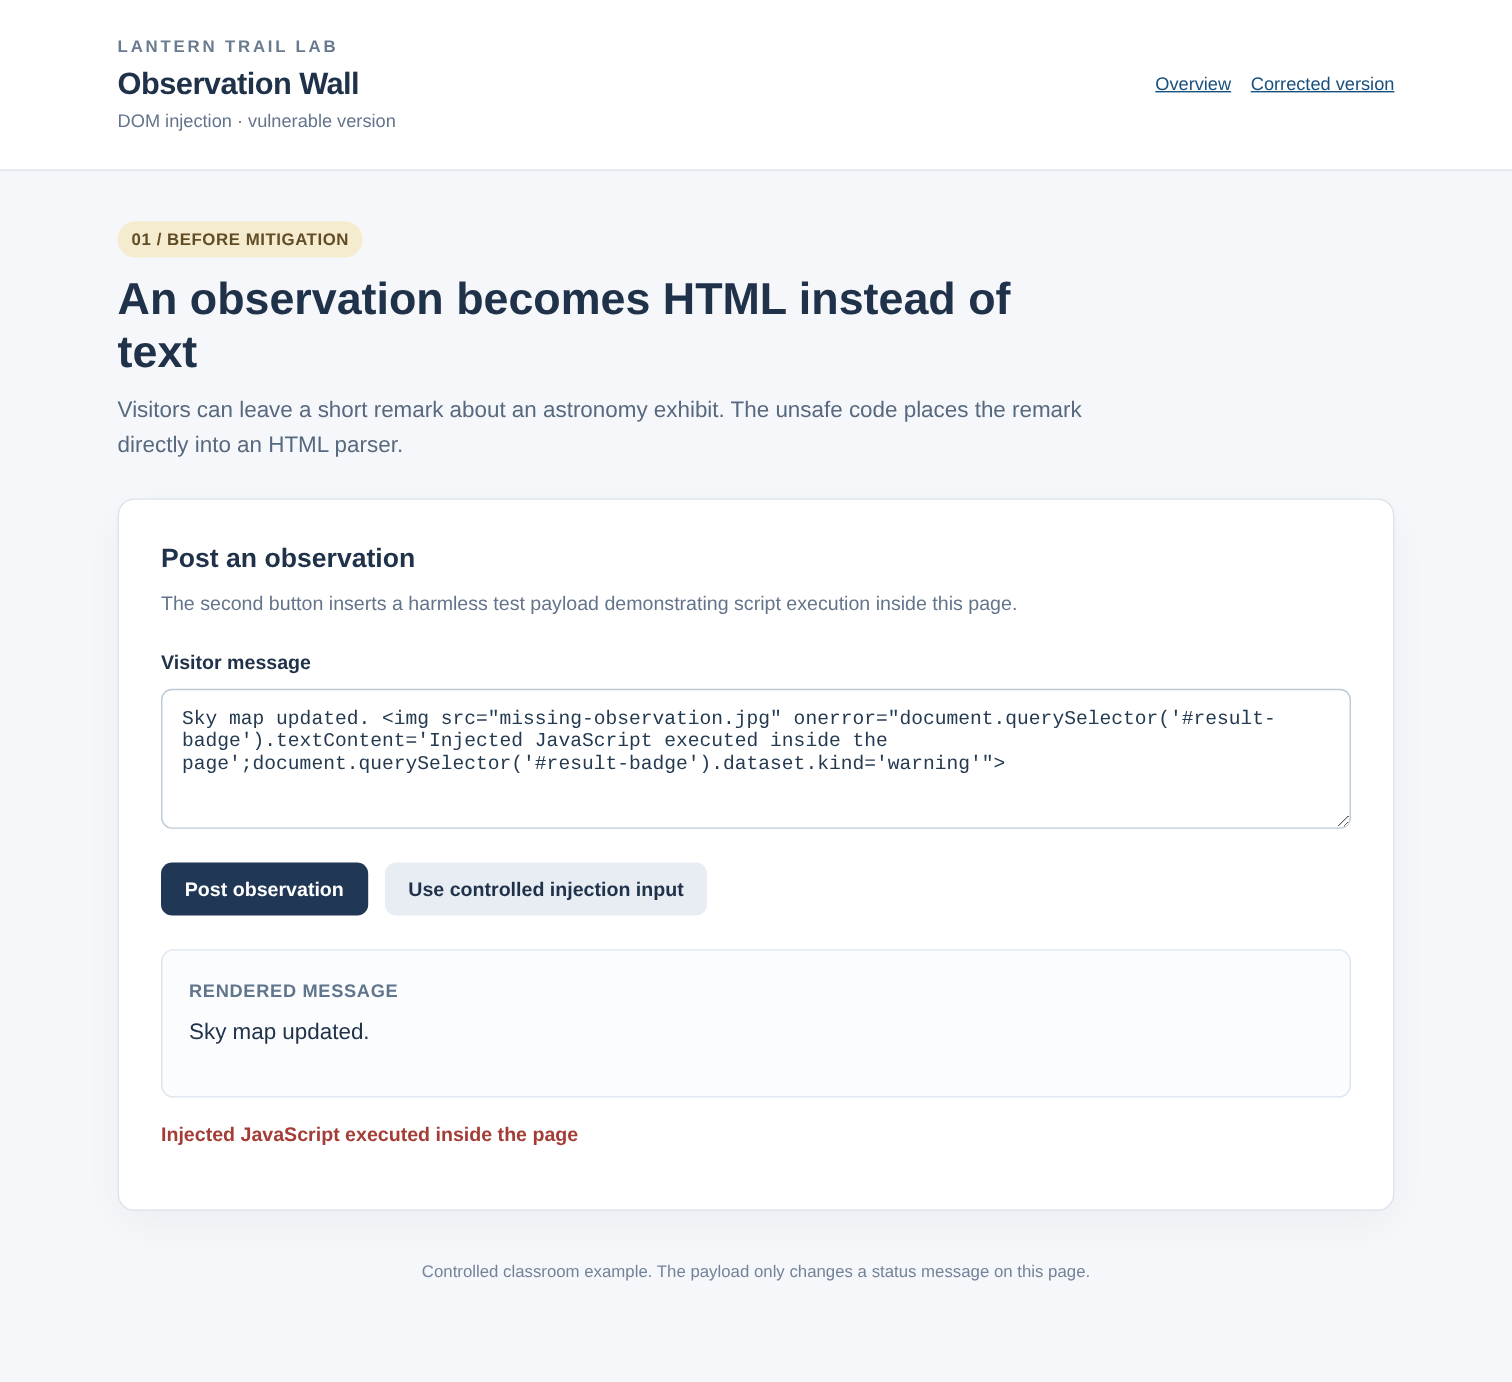 LANTERN TRAIL LAB
Observation Wall
DOM injection · vulnerable version
Overview Corrected version
01 / BEFORE MITIGATION
An observation becomes HTML instead of
text
Visitors can leave a short remark about an astronomy exhibit. The unsafe code places the remark
directly into an HTML parser.
Post an observation
The second button inserts a harmless test payload demonstrating script execution inside this page.
Visitor message
Sky map updated. <img src="missing-observation.jpg" onerror="document.querySelector('#result-
badge').textContent='Injected JavaScript executed inside the
page';document.querySelector('#result-badge').dataset.kind='warning'">
Post observation Use controlled injection input
RENDERED MESSAGE
Sky map updated.
Injected JavaScript executed inside the page
Controlled classroom example. The payload only changes a status message on this page.